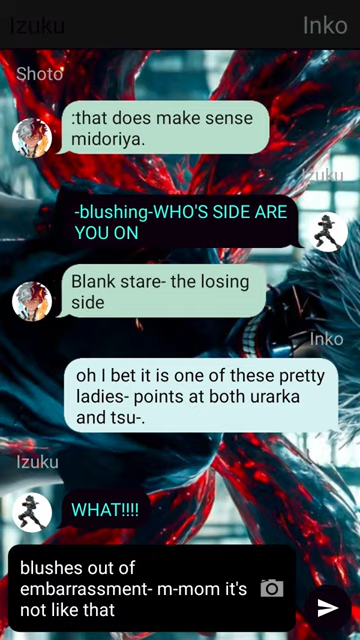 Izuku
Inko
Shoto
:that does make sense
midoriya.
Izuku
-blushing-WHO'S SIDE ARE
YOU ON
Blank stare- the losing
side
Inko
oh I bet it is one of these pretty
ladies- points at both urarka
and tsu-.
Izuku
WHAT!!!!
blushes out of
embarrassment- m-mom it's
not like that